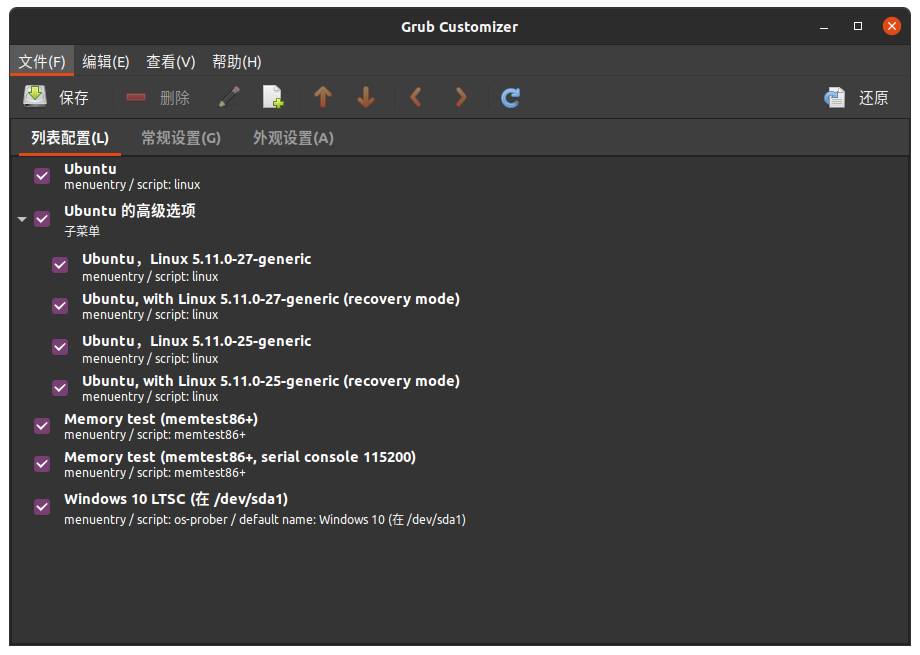 Grub Customizer
文件(F) 编辑(E) 查看(V) 帮助(H)
保存 删除 还原
列表配置(L) 常规设置(G) 外观设置(A)
Ubuntu
menuentry / script: linux
Ubuntu 的高级选项
子菜单
Ubuntu，Linux 5.11.0-27-generic
menuentry / script: linux
Ubuntu, with Linux 5.11.0-27-generic (recovery mode)
menuentry / script: linux
Ubuntu，Linux 5.11.0-25-generic
menuentry / script: linux
Ubuntu, with Linux 5.11.0-25-generic (recovery mode)
menuentry / script: linux
Memory test (memtest86+)
menuentry / script: memtest86+
Memory test (memtest86+, serial console 115200)
menuentry / script: memtest86+
Windows 10 LTSC (在 /dev/sda1)
menuentry / script: os-prober / default name: Windows 10 (在 /dev/sda1)